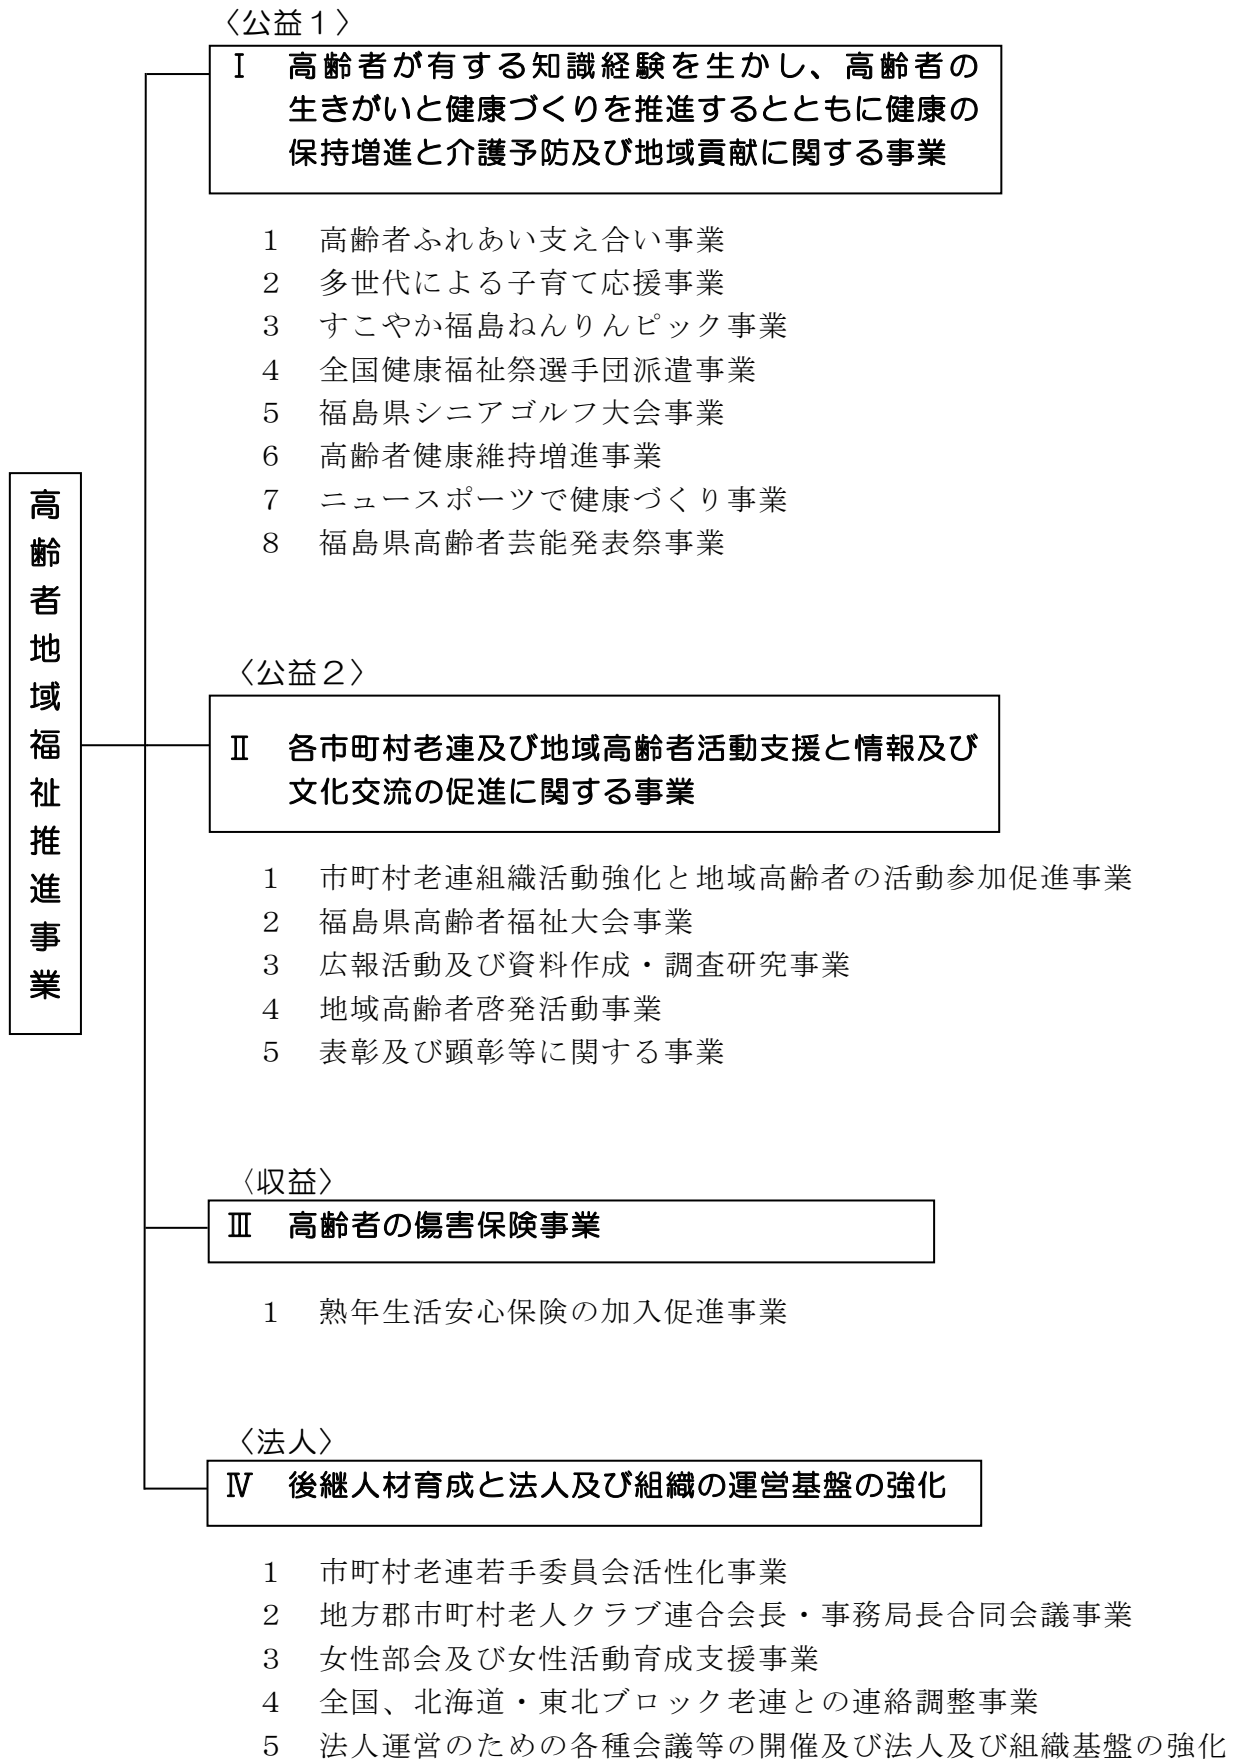 高齢者地域福祉推進事業
〈公益１〉
Ⅰ　高齢者が有する知識経験を生かし、高齢者の
生きがいと健康づくりを推進するとともに健康の
保持増進と介護予防及び地域貢献に関する事業
１　高齢者ふれあい支え合い事業
２　多世代による子育て応援事業
３　すこやか福島ねんりんピック事業
４　全国健康福祉祭選手団派遣事業
５　福島県シニアゴルフ大会事業
６　高齢者健康維持増進事業
７　ニュースポーツで健康づくり事業
８　福島県高齢者芸能発表祭事業
〈公益２〉
Ⅱ　各市町村老連及び地域高齢者活動支援と情報及び
文化交流の促進に関する事業
１　市町村老連組織活動強化と地域高齢者の活動参加促進事業
２　福島県高齢者福祉大会事業
３　広報活動及び資料作成・調査研究事業
４　地域高齢者啓発活動事業
５　表彰及び顕彰等に関する事業
〈収益〉
Ⅲ　高齢者の傷害保険事業
１　熟年生活安心保険の加入促進事業
〈法人〉
Ⅳ　後継人材育成と法人及び組織の運営基盤の強化
１　市町村老連若手委員会活性化事業
２　地方郡市町村老人クラブ連合会長・事務局長合同会議事業
３　女性部会及び女性活動育成支援事業
４　全国、北海道・東北ブロック老連との連絡調整事業
５　法人運営のための各種会議等の開催及び法人及び組織基盤の強化